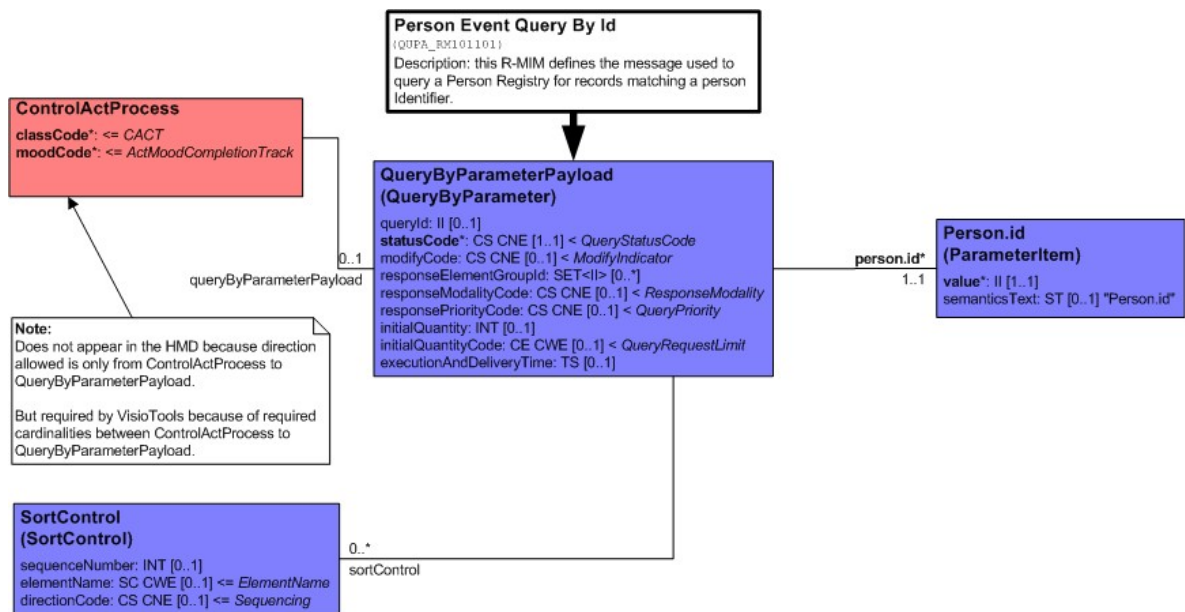 Person Event Query By Id
(QUPA_RM101101)
Description: this R-MIM defines the message used to
query a Person Registry for records matching a person
Identifier.
ControlActProcess
classCode*: <= CACT
moodCode*: <= ActMoodCompletionTrack
QueryByParameterPayload
(QueryByParameter)
queryId: II [0..1]
statusCode*: CS CNE [1..1] < QueryStatusCode
modifyCode: CS CNE [0..1] < ModifyIndicator
responseElementGroupId: SET<II> [0..*]
responseModalityCode: CS CNE [0..1] < ResponseModality
responsePriorityCode: CS CNE [0..1] < QueryPriority
initialQuantity: INT [0..1]
initialQuantityCode: CE CWE [0..1] < QueryRequestLimit
executionAndDeliveryTime: TS [0..1]
0..1
queryByParameterPayload
person.id*
1..1
Person.id
(ParameterItem)
value*: II [1..1]
semanticsText: ST [0..1] "Person.id"
Note:
Does not appear in the HMD because direction
allowed is only from ControlActProcess to
QueryByParameterPayload.
But required by VisioTools because of required
cardinalities between ControlActProcess to
QueryByParameterPayload.
SortControl
(SortControl)
sequenceNumber: INT [0..1]
elementName: SC CWE [0..1] <= ElementName
directionCode: CS CNE [0..1] <= Sequencing
0..*
sortControl